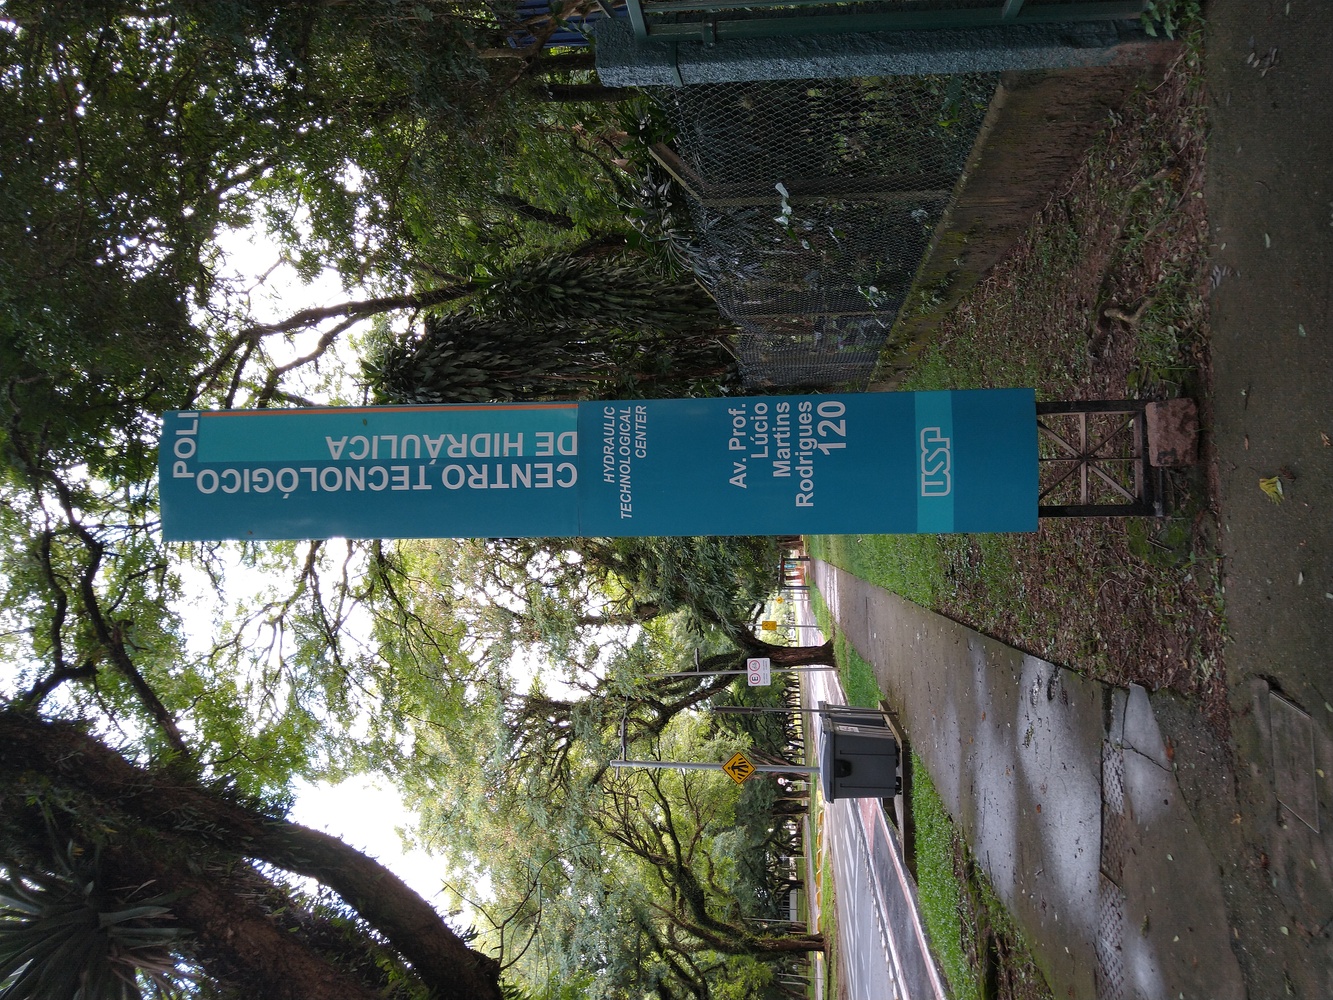 POLI
CENTRO TECNOLÓGICO
DE HIDRÁULICA
HYDRAULIC
TECHNOLOGICAL
CENTER
Av. Prof.
Lúcio
Martins
Rodrigues
120
USP
E